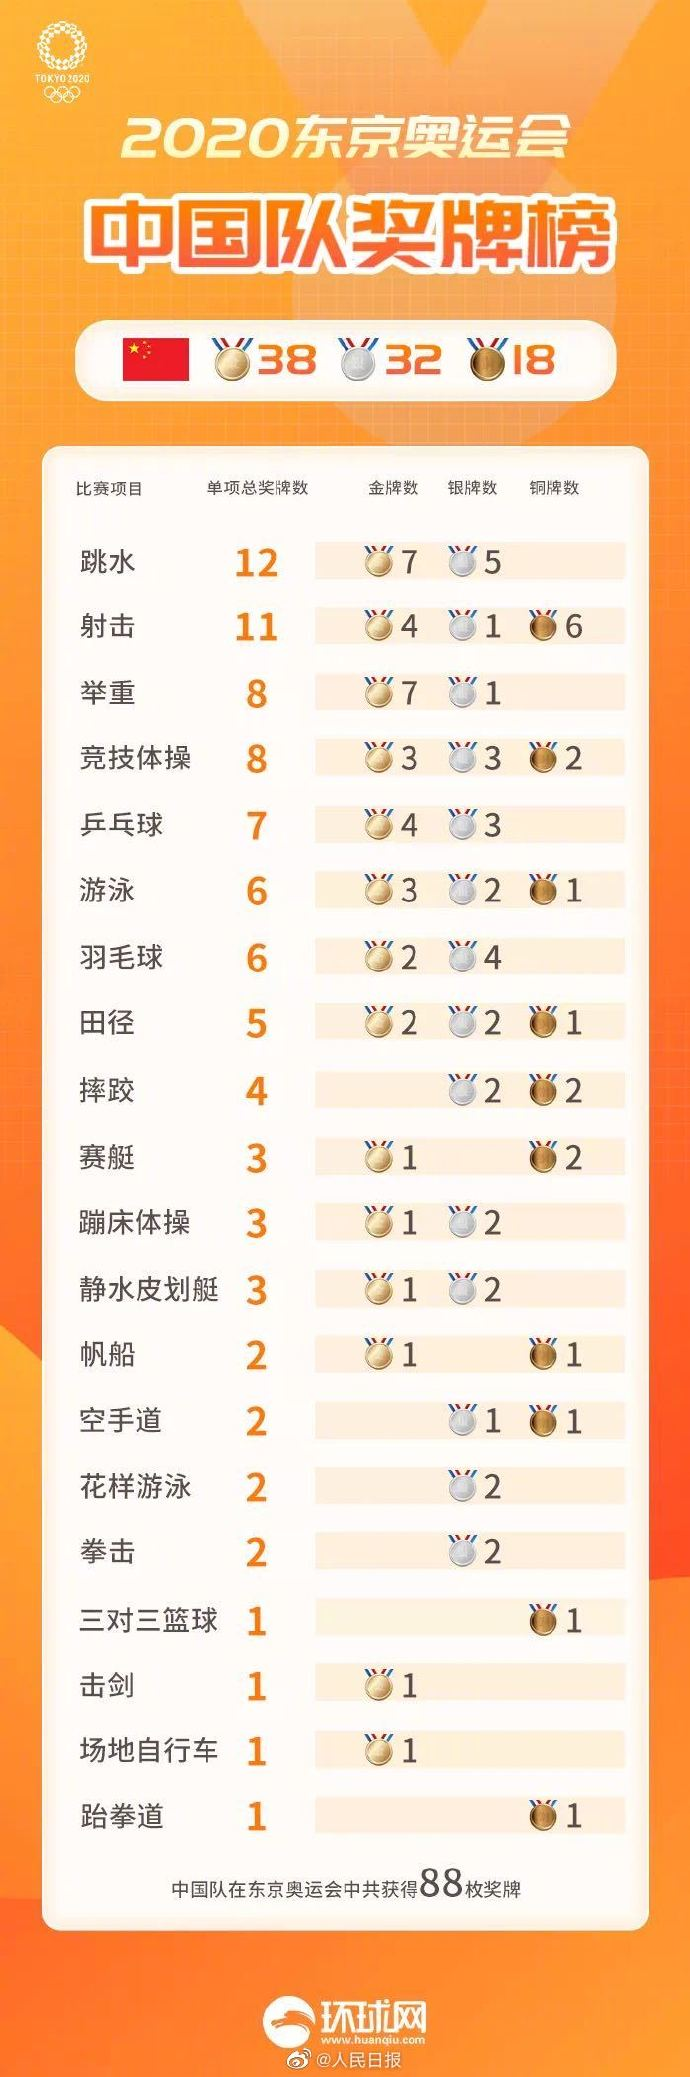 TOKYO 2020
2020东京奥运会
中国队奖牌榜
38 32 18
比赛项目 单项总奖牌数 金牌数 银牌数 铜牌数
跳水 12 7 5
射击 11 4 1 6
举重 8 7 1
竞技体操 8 3 3 2
乒乓球 7 4 3
游泳 6 3 2 1
羽毛球 6 2 4
田径 5 2 2 1
摔跤 4 2 2
赛艇 3 1 2
蹦床体操 3 1 2
静水皮划艇 3 1 2
帆船 2 1 1
空手道 2 1 1
花样游泳 2 2
拳击 2 2
三对三篮球 1 1
击剑 1 1
场地自行车 1 1
跆拳道 1 1
中国队在东京奥运会中共获得88枚奖牌
环球网
www.huanqiu.com
@人民日报